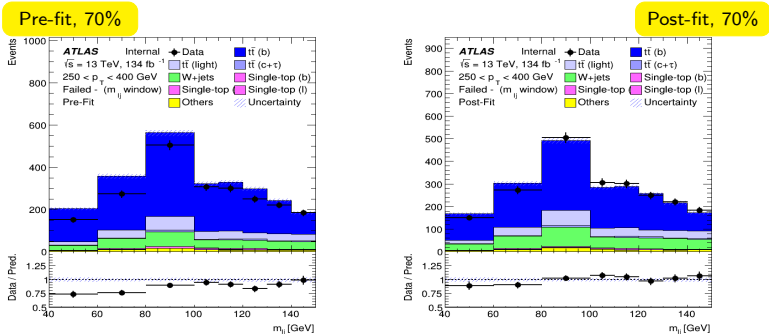 Pre-fit, 70%
Events
1000
800
600
400
200
0
ATLAS Internal
√s = 13 TeV, 134 fb⁻¹
250 < p_T < 400 GeV
Failed - (m_lj window)
Pre-Fit
Data
tt̄ (b)
tt̄ (light)
tt̄ (c+τ)
W+jets
Single-top (b)
Single-top (
Single-top (l)
Others
Uncertainty
Data / Pred.
1.25
1
0.75
0.5
40 60 80 100 120 140
m_lj [GeV]
Post-fit, 70%
Events
900
800
700
600
500
400
300
200
100
0
ATLAS Internal
√s = 13 TeV, 134 fb⁻¹
250 < p_T < 400 GeV
Failed - (m_lj window)
Post-Fit
Data
tt̄ (b)
tt̄ (light)
tt̄ (c+τ)
W+jets
Single-top (b)
Single-top (
Single-top (l)
Others
Uncertainty
Data / Pred.
1.25
1
0.75
0.5
40 60 80 100 120 140
m_lj [GeV]